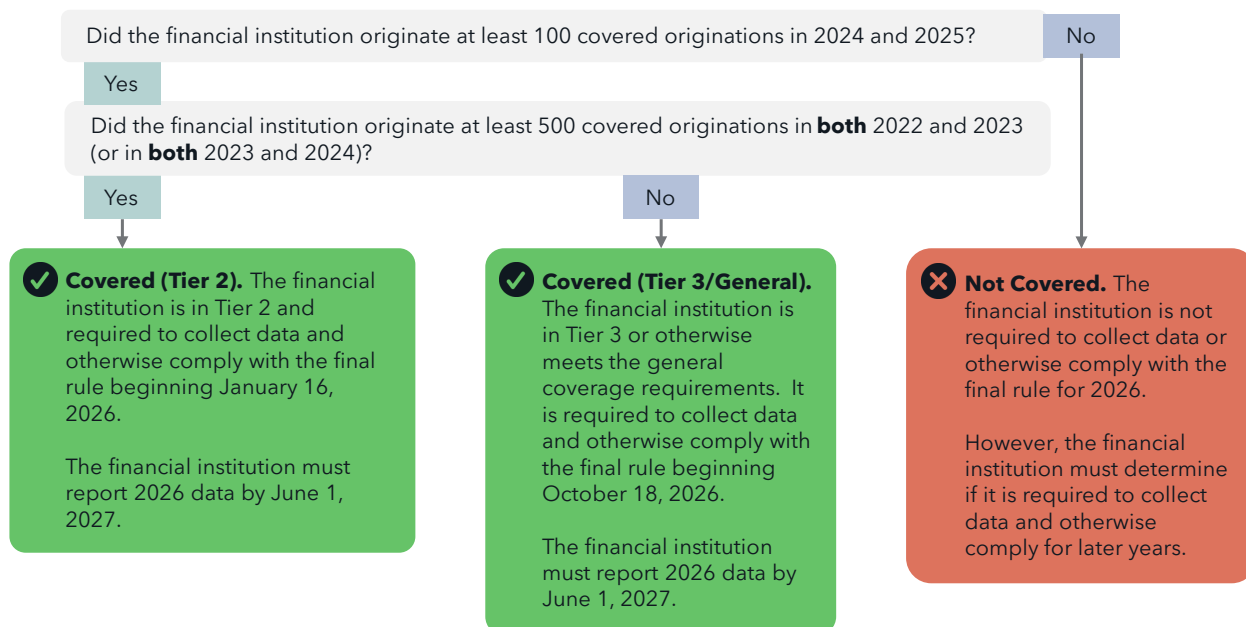 Did the financial institution originate at least 100 covered originations in 2024 and 2025?
No
Yes
Did the financial institution originate at least 500 covered originations in both 2022 and 2023
(or in both 2023 and 2024)?
Yes
No
Covered (Tier 2). The financial
institution is in Tier 2 and
required to collect data and
otherwise comply with the final
rule beginning January 16,
2026.
The financial institution must
report 2026 data by June 1,
2027.
Covered (Tier 3/General).
The financial institution is
in Tier 3 or otherwise
meets the general
coverage requirements. It
is required to collect data
and otherwise comply with
the final rule beginning
October 18, 2026.
The financial institution
must report 2026 data by
June 1, 2027.
Not Covered. The
financial institution is not
required to collect data or
otherwise comply with the
final rule for 2026.
However, the financial
institution must determine
if it is required to collect
data and otherwise
comply for later years.